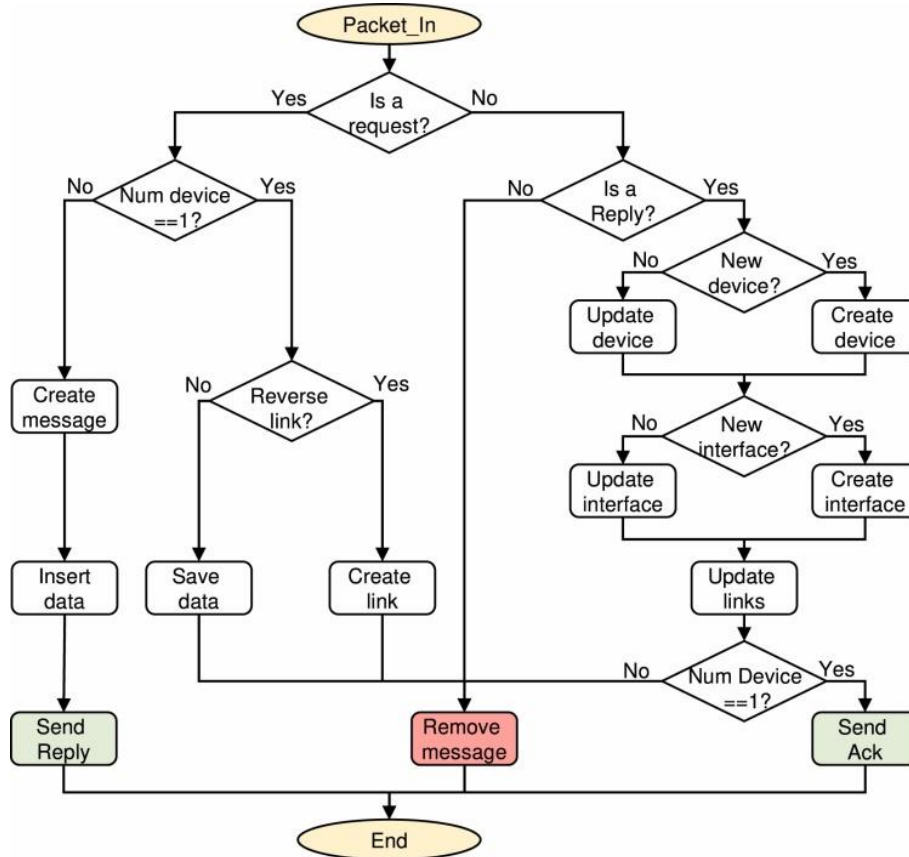 Packet_In
Yes
Is a
request?
No
No
Num device
==1?
Yes
No
Is a
Reply?
Yes
No
New
device?
Yes
Update
device
Create
device
Create
message
No
Reverse
link?
Yes
No
New
interface?
Yes
Update
interface
Create
interface
Insert
data
Save
data
Create
link
Update
links
No
Num Device
==1?
Yes
Send
Reply
Remove
message
Send
Ack
End